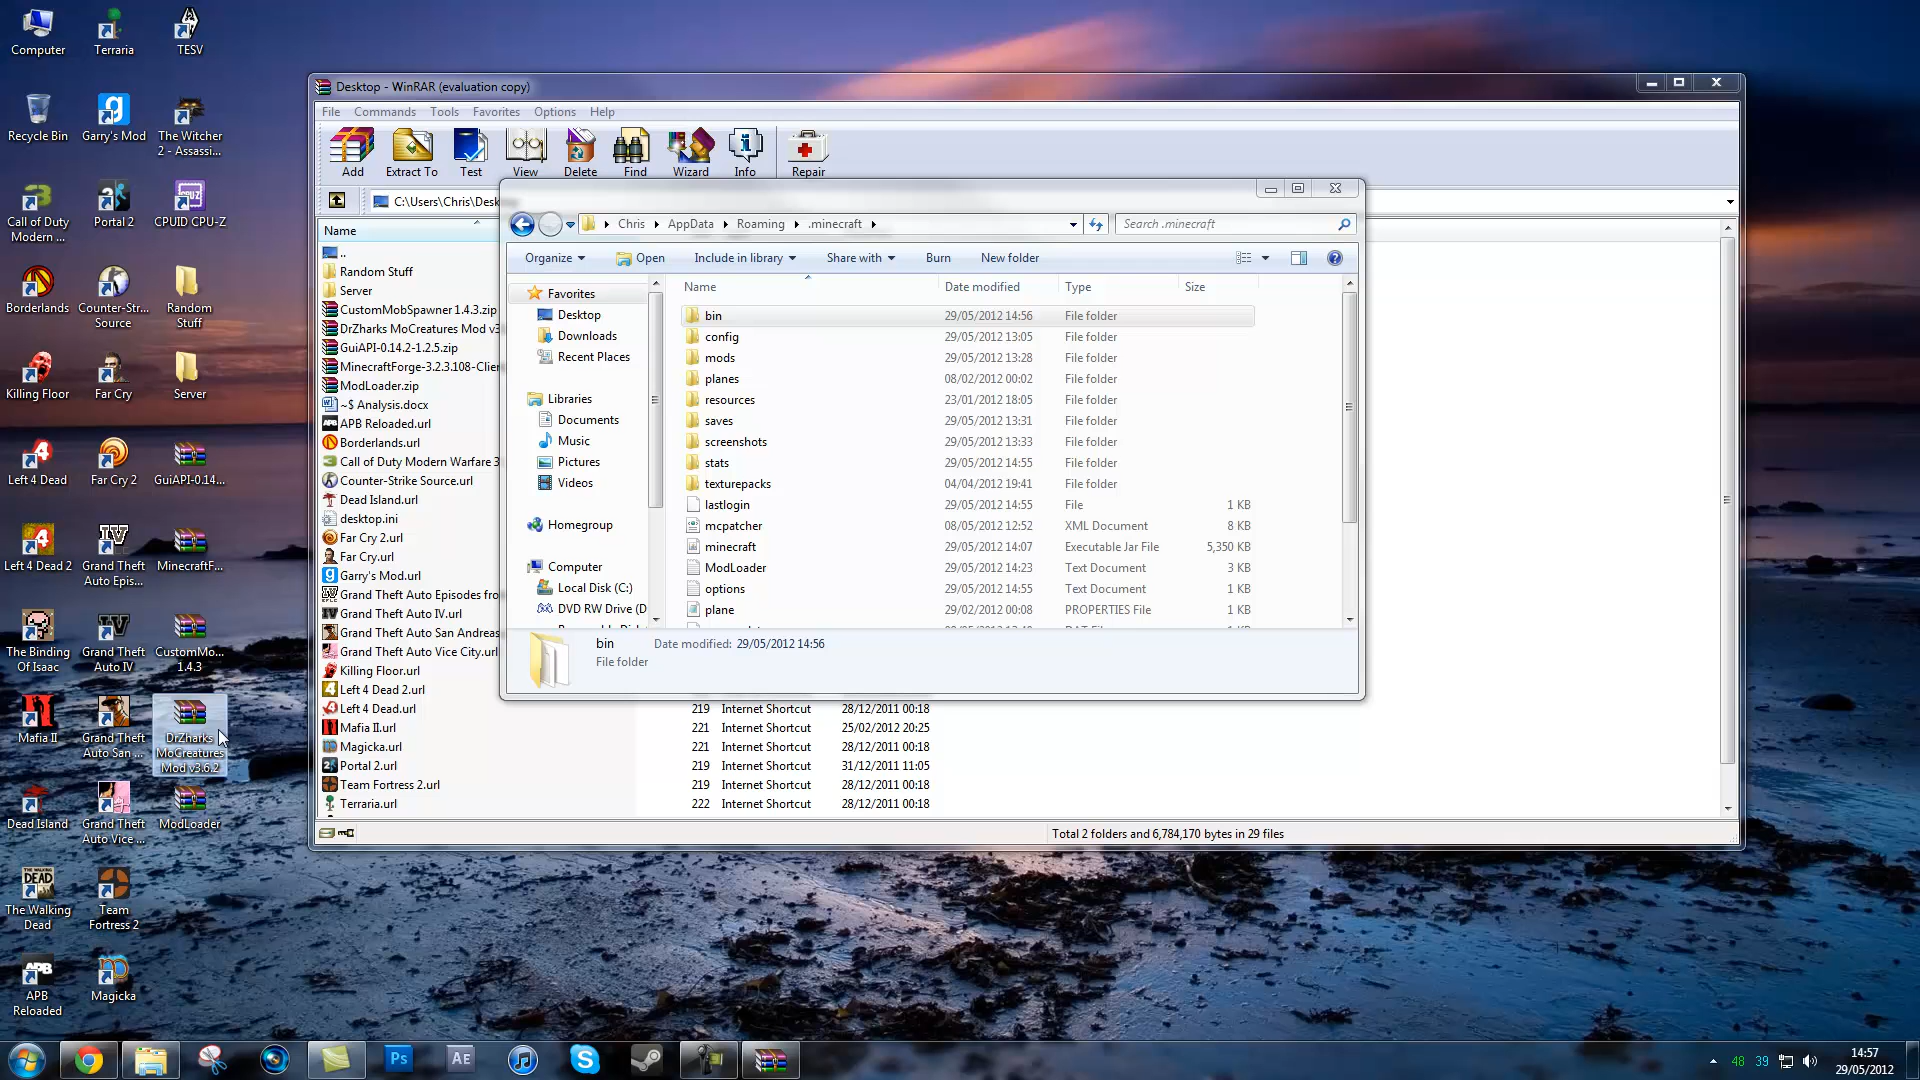 Computer
Terraria
TESV
Recycle Bin
Garry's Mod
The Witcher
2 - Assassi...
Call of Duty
Modern ...
Portal 2
CPUID CPU-Z
Borderlands
Counter-Str...
Source
Random
Stuff
Killing Floor
Far Cry
Server
Left 4 Dead
Far Cry 2
GuiAPI-0.14...
Left 4 Dead 2
Grand Theft
Auto Epis...
MinecraftF...
The Binding
Of Isaac
Grand Theft
Auto IV
CustomMo...
1.4.3
Mafia II
Grand Theft
Auto San ...
DrZharks
MoCreatures
Mod v3.6.2
Dead Island
Grand Theft
Auto Vice ...
ModLoader
The Walking
Dead
Team
Fortress 2
APB
Reloaded
Magicka
Desktop - WinRAR (evaluation copy)
File Commands Tools Favorites Options Help
Add Extract To Test View Delete Find Wizard Info Repair
C:\Users\Chris\Desk
Name
..
Random Stuff
Server
CustomMobSpawner 1.4.3.zip
DrZharks MoCreatures Mod v3
GuiAPI-0.14.2-1.2.5.zip
MinecraftForge-3.2.3.108-Clien
ModLoader.zip
~$ Analysis.docx
APB Reloaded.url
Borderlands.url
Call of Duty Modern Warfare 3
Counter-Strike Source.url
Dead Island.url
desktop.ini
Far Cry 2.url
Far Cry.url
Garry's Mod.url
Grand Theft Auto Episodes fro
Grand Theft Auto IV.url
Grand Theft Auto San Andreas
Grand Theft Auto Vice City.url
Killing Floor.url
Left 4 Dead 2.url
Left 4 Dead.url 219 Internet Shortcut 28/12/2011 00:18
Mafia II.url 221 Internet Shortcut 25/02/2012 20:25
Magicka.url 221 Internet Shortcut 28/12/2011 00:18
Portal 2.url 219 Internet Shortcut 31/12/2011 11:05
Team Fortress 2.url 219 Internet Shortcut 28/12/2011 00:18
Terraria.url 222 Internet Shortcut 28/12/2011 00:18
Total 2 folders and 6,784,170 bytes in 29 files
Chris AppData Roaming .minecraft
Search .minecraft
Organize Open Include in library Share with Burn New folder
Favorites
Desktop
Downloads
Recent Places
Libraries
Documents
Music
Pictures
Videos
Homegroup
Computer
Local Disk (C:)
DVD RW Drive (D
Name Date modified Type Size
bin 29/05/2012 14:56 File folder
config 29/05/2012 13:05 File folder
mods 29/05/2012 13:28 File folder
planes 08/02/2012 00:02 File folder
resources 23/01/2012 18:05 File folder
saves 29/05/2012 13:31 File folder
screenshots 29/05/2012 13:33 File folder
stats 29/05/2012 14:55 File folder
texturepacks 04/04/2012 19:41 File folder
lastlogin 29/05/2012 14:55 File 1 KB
mcpatcher 08/05/2012 12:52 XML Document 8 KB
minecraft 29/05/2012 14:07 Executable Jar File 5,350 KB
ModLoader 29/05/2012 14:23 Text Document 3 KB
options 29/05/2012 14:55 Text Document 1 KB
plane 29/02/2012 00:08 PROPERTIES File 1 KB
bin Date modified: 29/05/2012 14:56
File folder
Ps
AE
48 39
14:57
29/05/2012